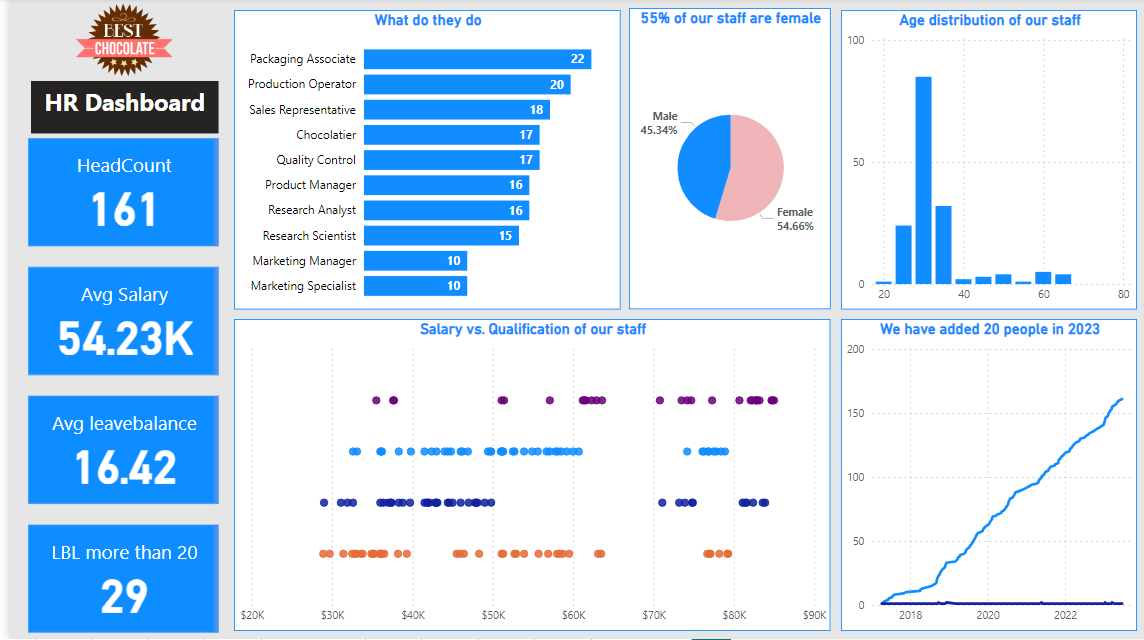 BEST
CHOCOLATE
HR Dashboard
HeadCount
161
Avg Salary
54.23K
Avg leavebalance
16.42
LBL more than 20
29
What do they do
Packaging Associate 22
Production Operator 20
Sales Representative 18
Chocolatier 17
Quality Control 17
Product Manager 16
Research Analyst 16
Research Scientist 15
Marketing Manager 10
Marketing Specialist 10
55% of our staff are female
Male
45.34%
Female
54.66%
Age distribution of our staff
100
50
0
20 40 60 80
Salary vs. Qualification of our staff
$20K $30K $40K $50K $60K $70K $80K $90K
We have added 20 people in 2023
200
150
100
50
0
2018 2020 2022